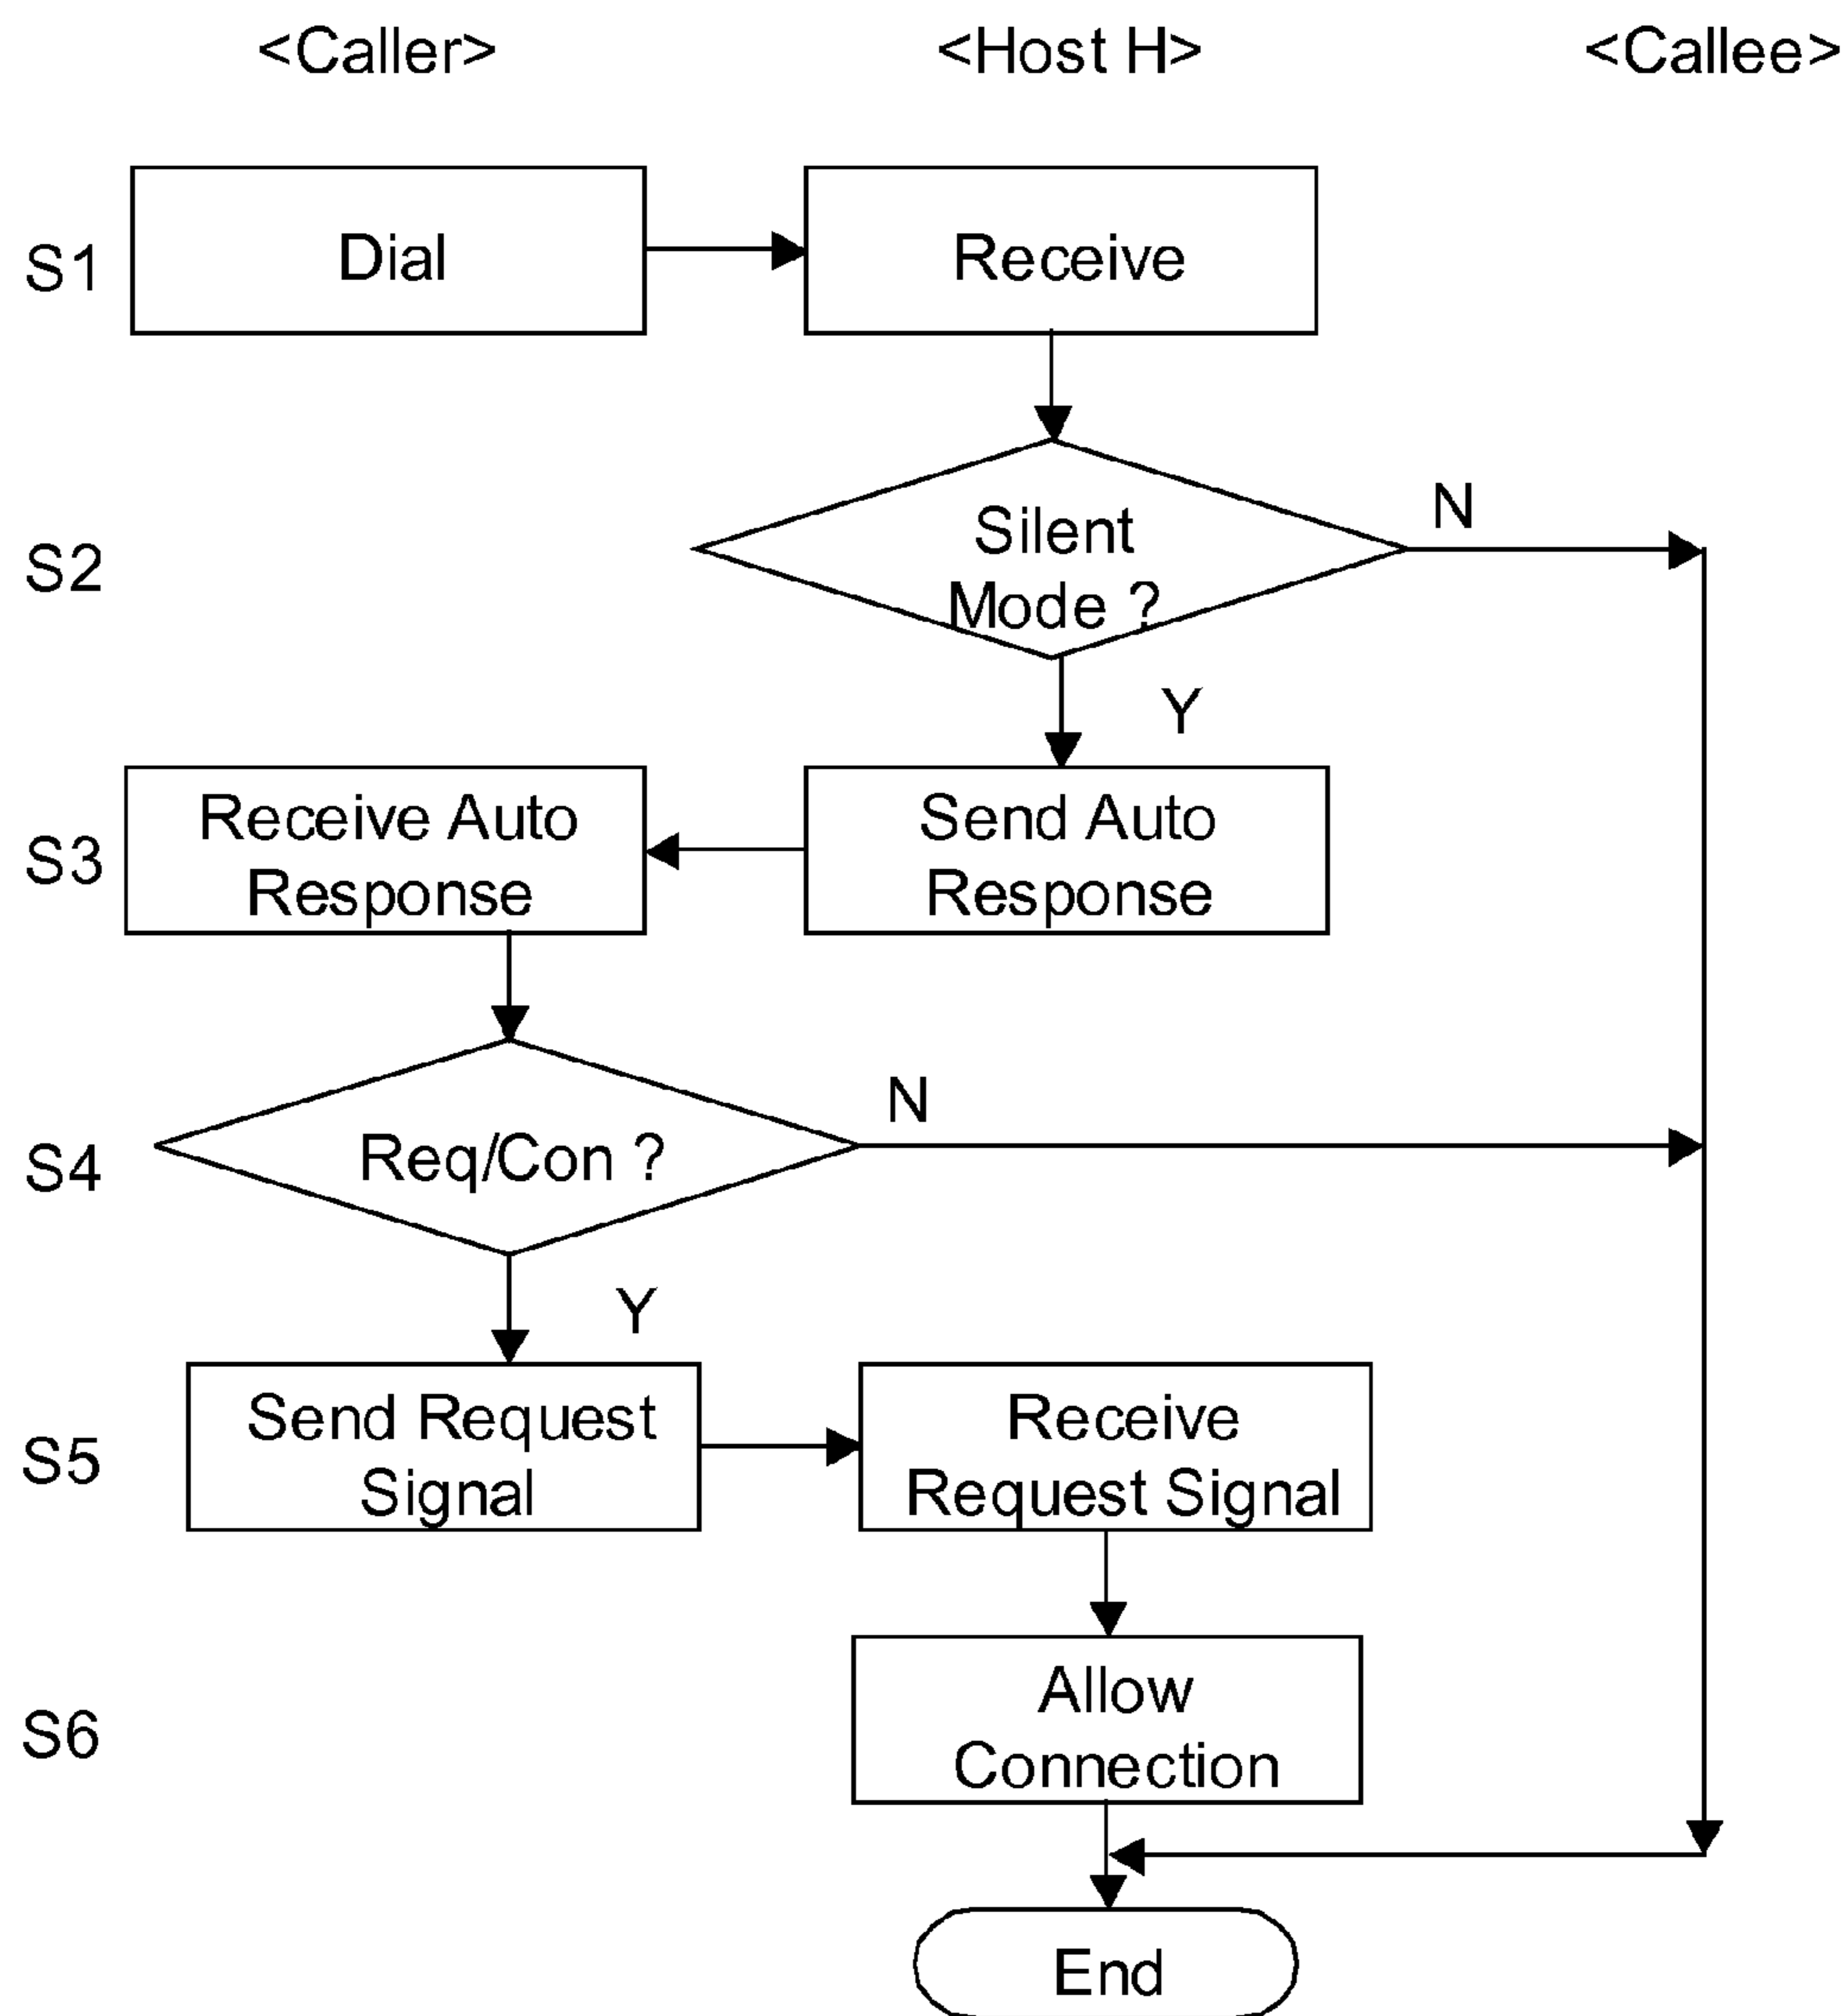 <Caller> <Host H> <Callee>
S1 Dial Receive
S2 Silent
Mode ?
N
Y
S3 Receive Auto
Response
Send Auto
Response
S4 Req/Con ?
N
Y
S5 Send Request
Signal
Receive
Request Signal
S6 Allow
Connection
End